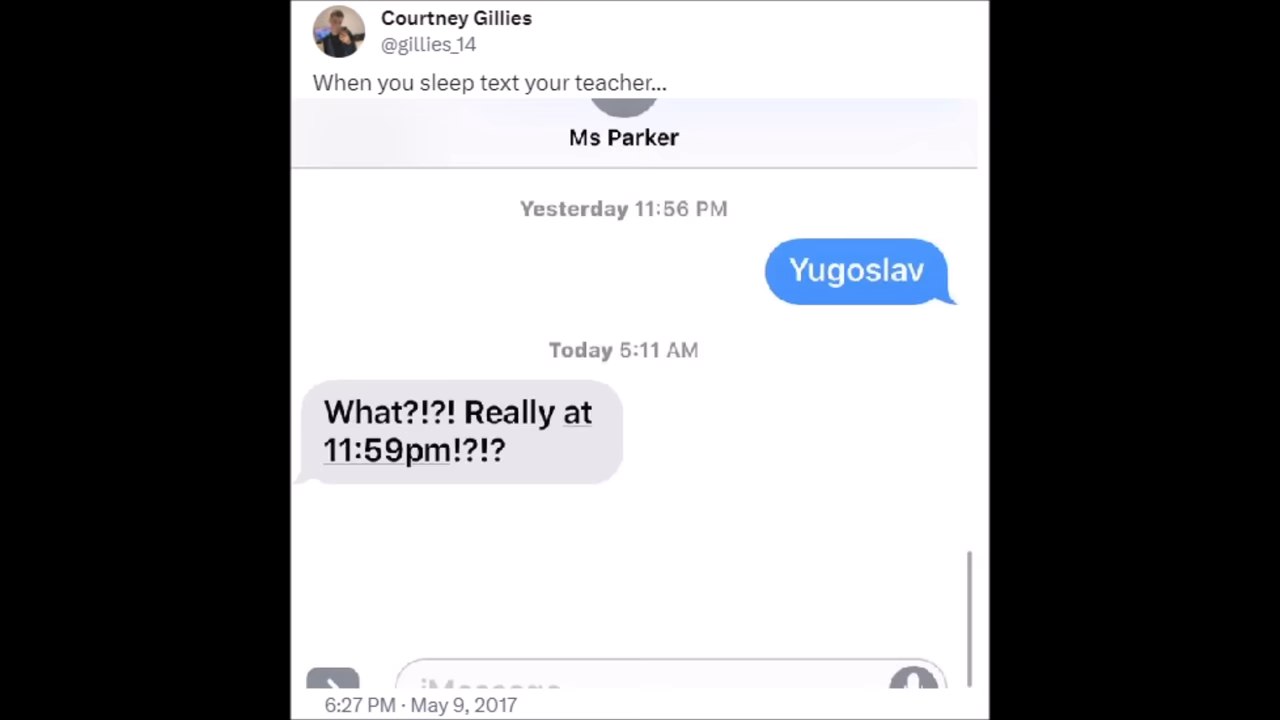 Courtney Gillies
@gillies_14
When you sleep text your teacher...
Ms Parker
Yesterday 11:56 PM
Yugoslav
Today 5:11 AM
What?!?! Really at
11:59pm!?!?
iMessage
6:27 PM · May 9, 2017